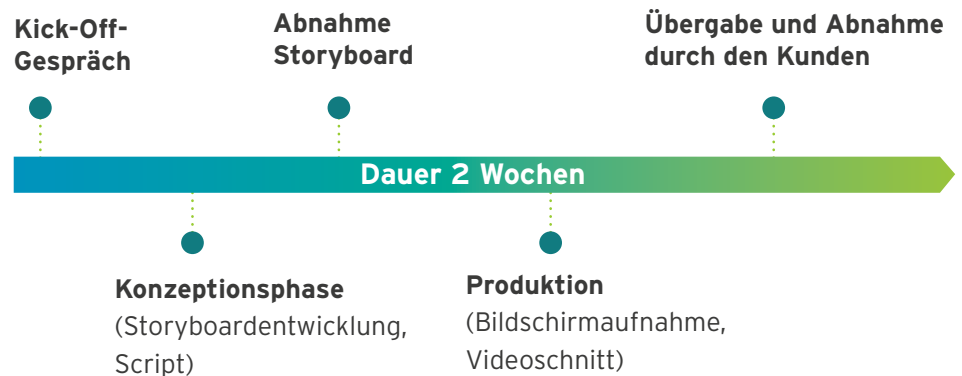 Kick-Off-
Gespräch
Abnahme
Storyboard
Übergabe und Abnahme
durch den Kunden
Dauer 2 Wochen
Konzeptionsphase
(Storyboardentwicklung,
Script)
Produktion
(Bildschirmaufnahme,
Videoschnitt)